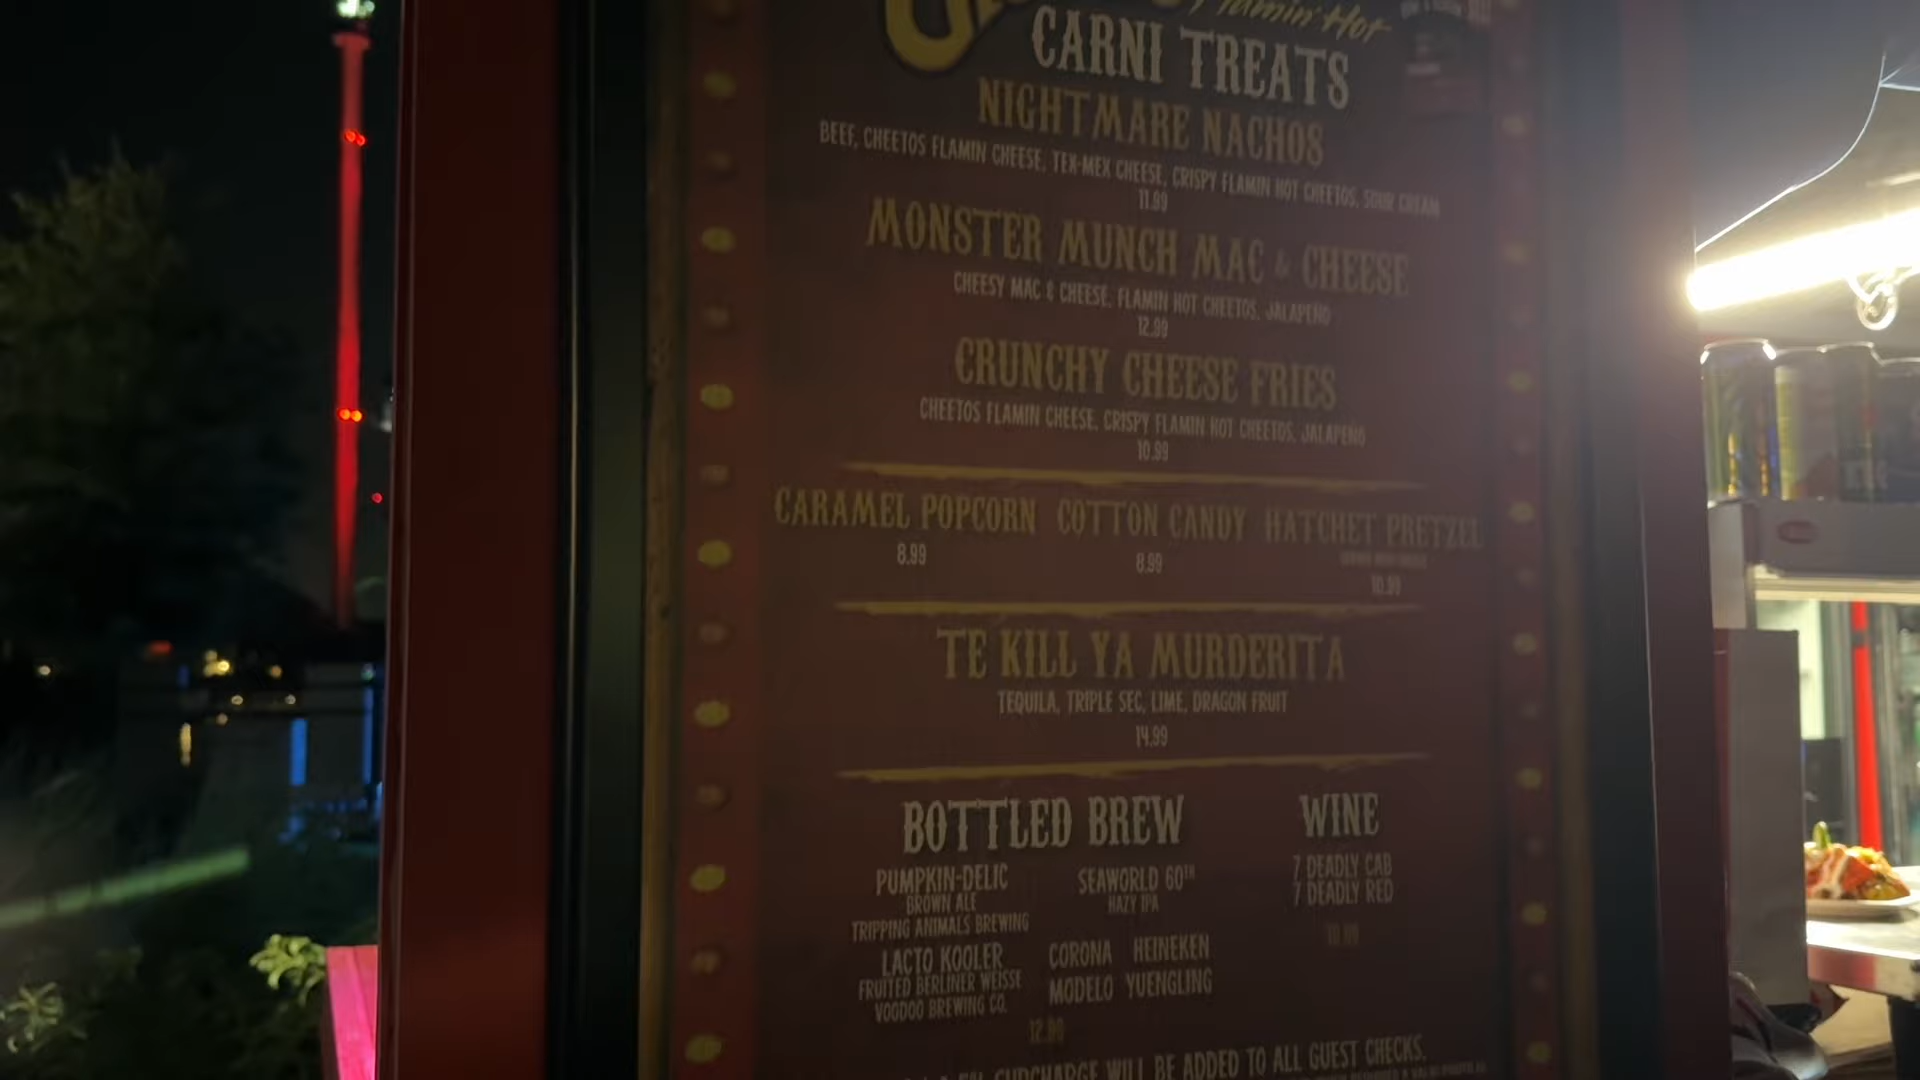 Flamin' Hot
CARNI TREATS
NIGHTMARE NACHOS
BEEF, CHEETOS FLAMIN CHEESE, TEX-MEX CHEESE, CRISPY FLAMIN HOT CHEETOS, SOUR CREAM
11.99
MONSTER MUNCH MAC & CHEESE
CHEESY MAC & CHEESE, FLAMIN HOT CHEETOS, JALAPEÑO
12.99
CRUNCHY CHEESE FRIES
CHEETOS FLAMIN CHEESE, CRISPY FLAMIN HOT CHEETOS, JALAPEÑO
10.99
CARAMEL POPCORN COTTON CANDY HATCHET PRETZEL
8.99 8.99 10.99
TE KILL YA MURDERITA
TEQUILA, TRIPLE SEC, LIME, DRAGON FRUIT
14.99
BOTTLED BREW
PUMPKIN-DELIC
BROWN ALE
TRIPPING ANIMALS BREWING
LACTO KOOLER
FRUITED BERLINER WEISSE
VOODOO BREWING CO.
SEAWORLD 60TH
HAZY IPA
CORONA HEINEKEN
MODELO YUENGLING
12.99
WINE
7 DEADLY CAB
7 DEADLY RED
SURCHARGE WILL BE ADDED TO ALL GUEST CHECKS.